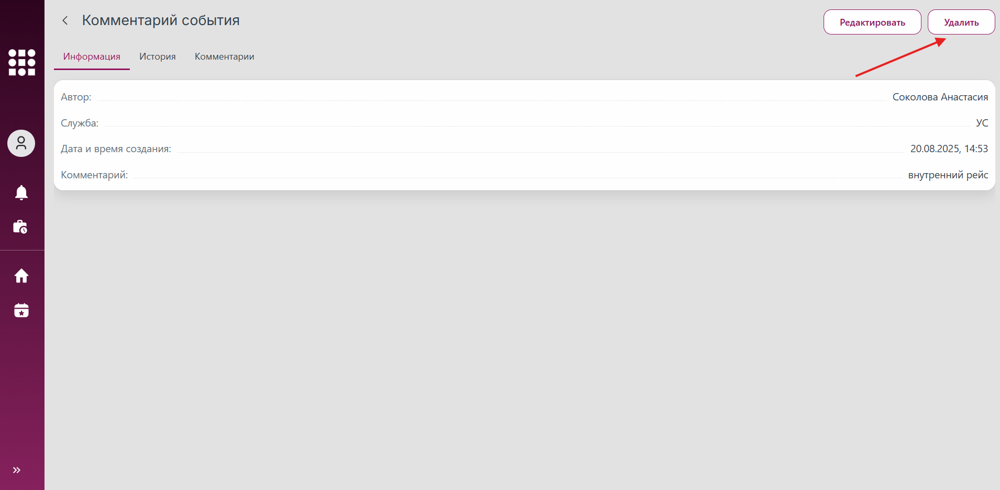 Комментарий события
Редактировать
Удалить
Информация
История
Комментарии
Автор: Соколова Анастасия
Служба: УС
Дата и время создания: 20.08.2025, 14:53
Комментарий: внутренний рейс